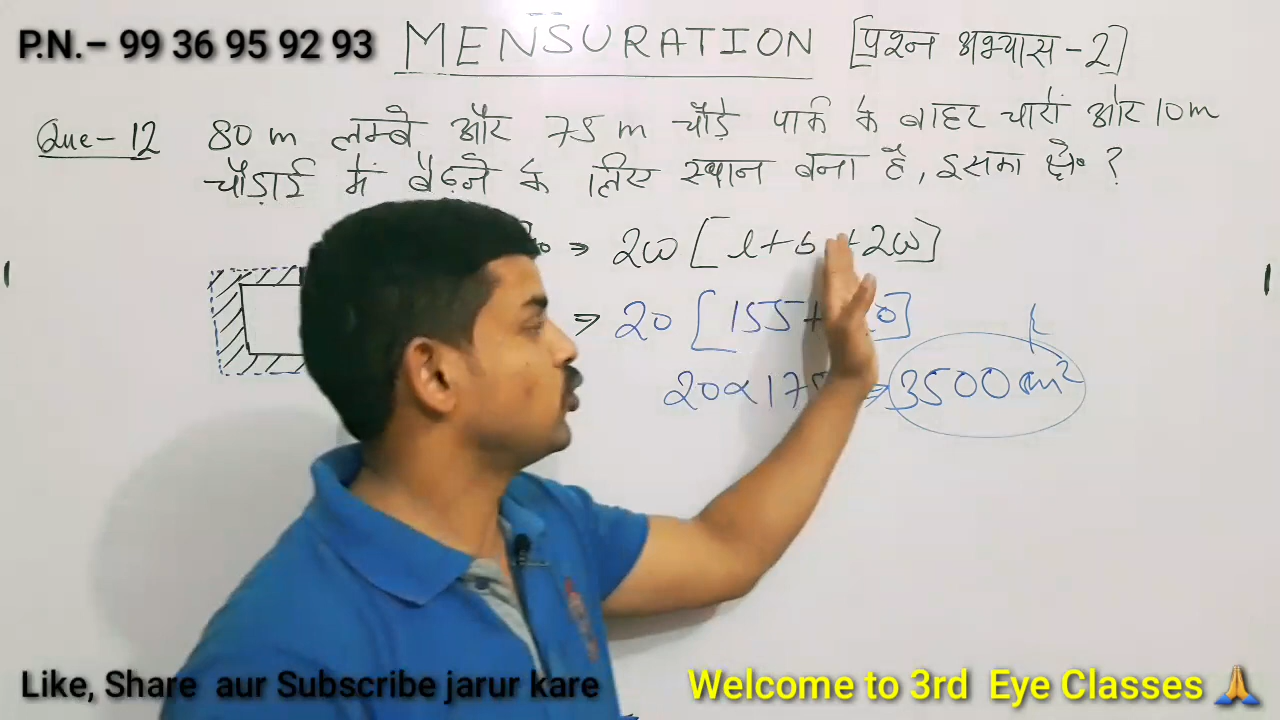 P.N.– 99 36 95 92 93 MENSURATION [प्रश्न अभ्यास - 2]
Que - 12 80 m लम्बे और 75 m चौड़े पार्क के बाहर चारों ओर 10 m
चौड़ाई में बैठने के लिए स्थान बना है, इसका क्षे० ?
⇒ 2w [l + b + 2w]
⇒ 20 [155 +
20 × 17
3500 m²
Like, Share aur Subscribe jarur kare Welcome to 3rd Eye Classes 🙏